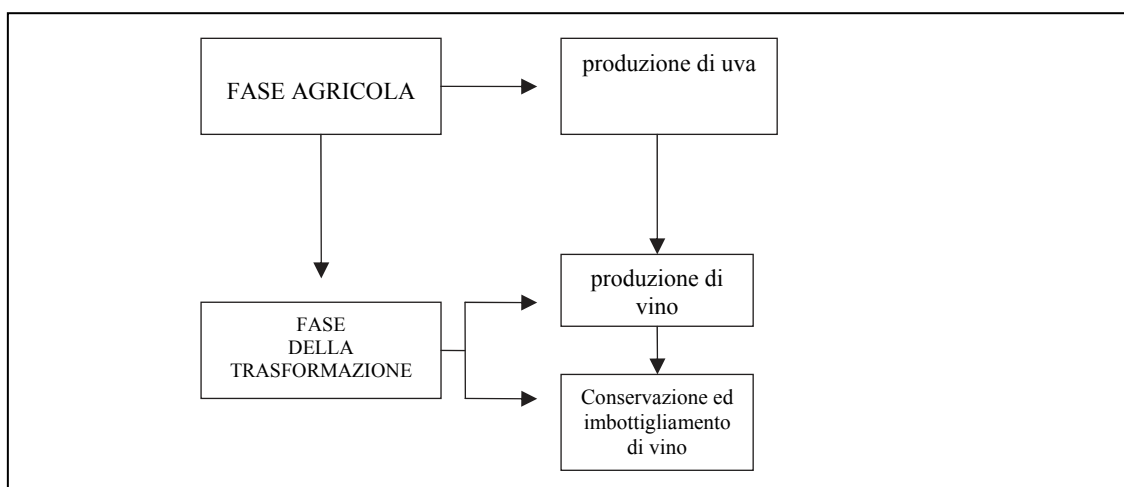 FASE AGRICOLA
produzione di uva
produzione di
vino
FASE
DELLA
TRASFORMAZIONE
Conservazione ed
imbottigliamento
di vino